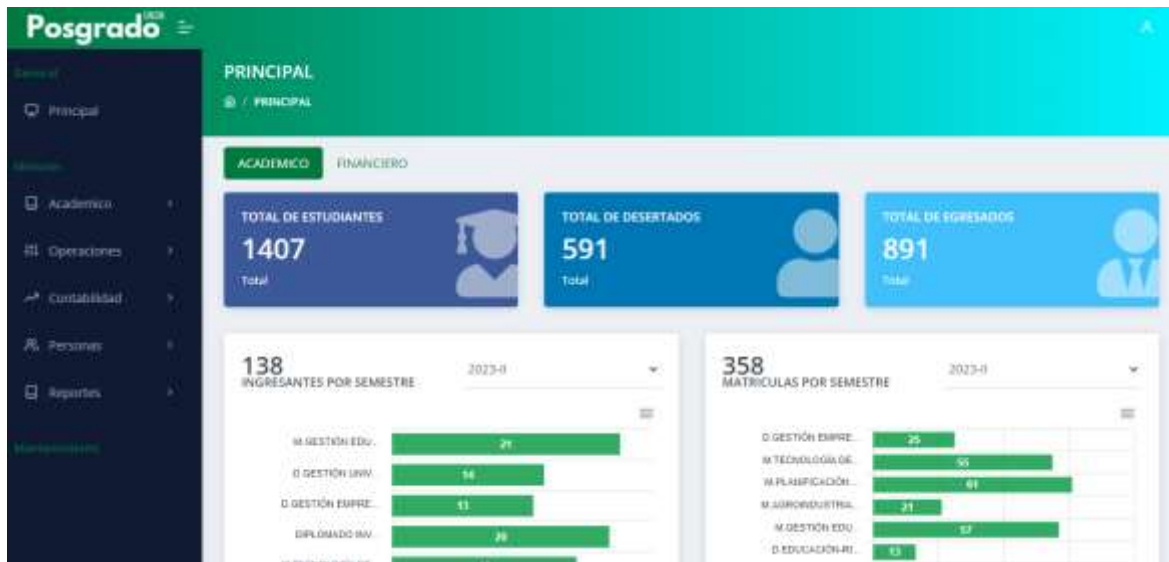 Posgrado
PRINCIPAL
/ PRINCIPAL
Principal
Academico
Operaciones
Contabilidad
Personas
Reportes
Mantenimiento
ACADEMICO FINANCIERO
TOTAL DE ESTUDIANTES
1407
Total
TOTAL DE DESERTADOS
591
Total
TOTAL DE EGRESADOS
891
Total
138
INGRESANTES POR SEMESTRE
2023-II
M.GESTIÓN EDU... 21
D.GESTIÓN UNIV... 14
D.GESTIÓN EMPRE... 13
DIPLOMADO INV... 20
358
MATRICULAS POR SEMESTRE
2023-II
D.GESTIÓN EMPRE... 25
M.TECNOLOGÍA DE... 55
M.PLANIFICACIÓN... 61
M.AGROINDUSTRIA... 21
M.GESTIÓN EDU... 57
D.EDUCACIÓN-RI... 13